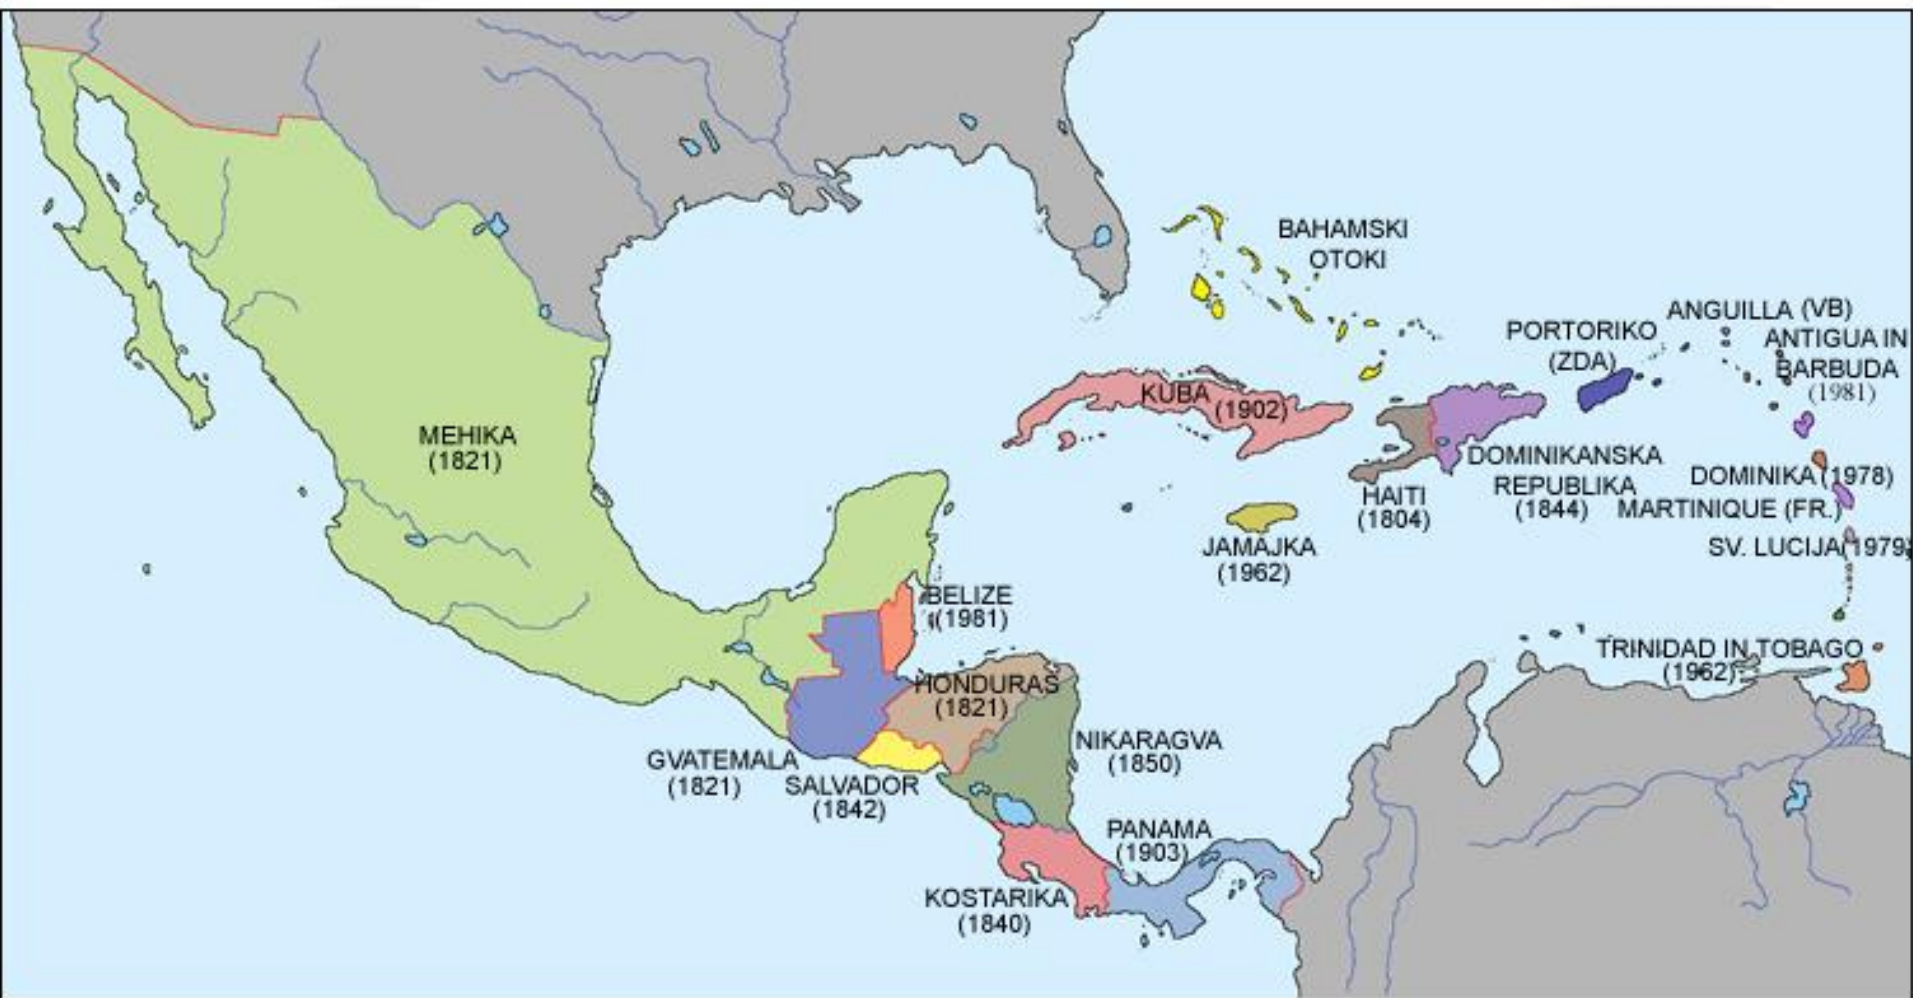 BAHAMSKI
OTOKI
ANGUILLA (VB)
PORTORIKO
(ZDA)
ANTIGUA IN
BARBUDA
(1981)
KUBA (1902)
MEHIKA
(1821)
DOMINIKANSKA
REPUBLIKA
(1844)
HAITI
(1804)
DOMINIKA (1978)
MARTINIQUE (FR.)
JAMAJKA
(1962)
SV. LUCIJA(1979)
BELIZE
(1981)
TRINIDAD IN TOBAGO
(1962)
HONDURAS
(1821)
NIKARAGVA
(1850)
GVATEMALA
(1821)
SALVADOR
(1842)
PANAMA
(1903)
KOSTARIKA
(1840)